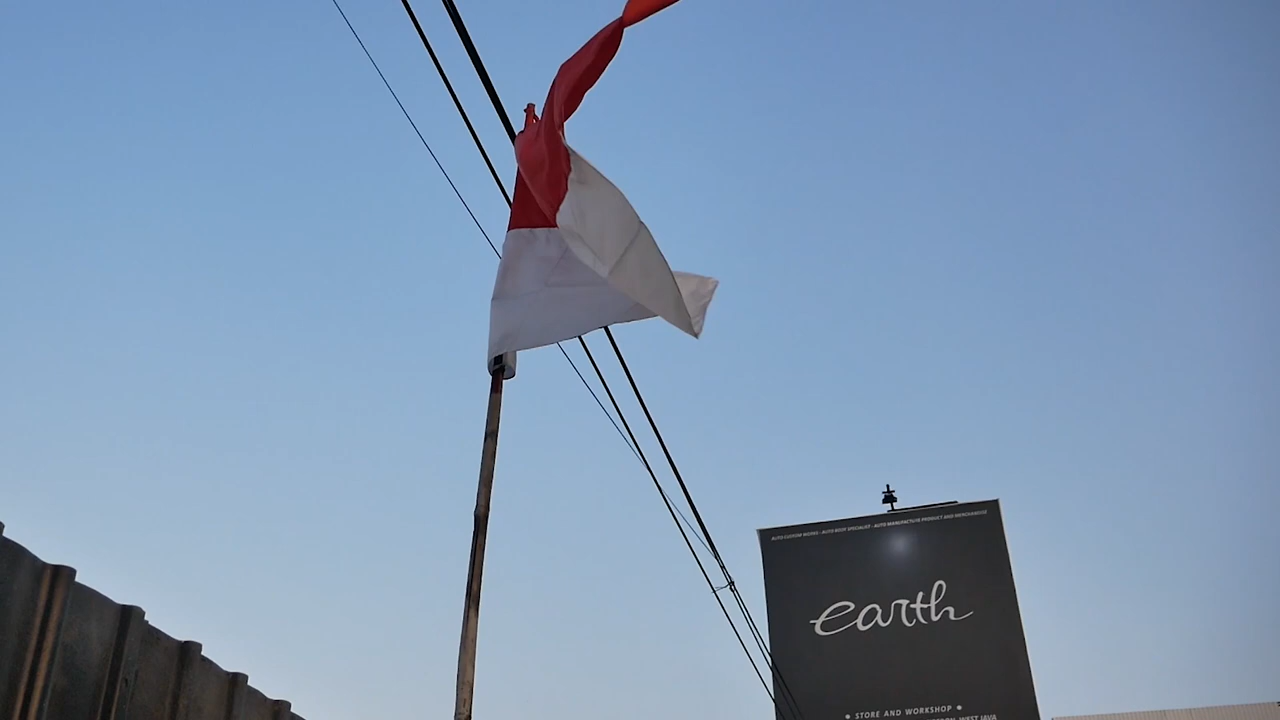 AUTO CUSTOM WORKS - AUTO BODY SPECIALIST - AUTO MANUFACTURE PRODUCT AND MERCHANDISE
earth
• STORE AND WORKSHOP •
WEST JAVA